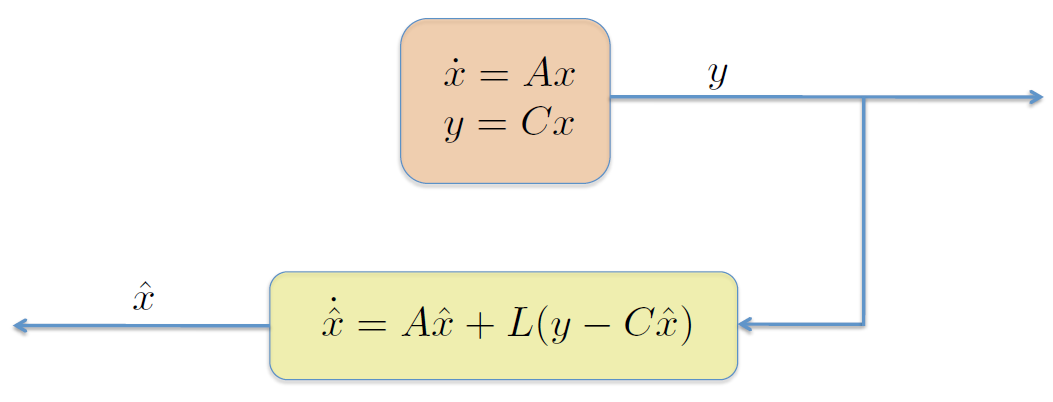 ẋ = Ax
y
y = Cx
x̂
x̂̇ = Ax̂ + L(y − Cx̂)